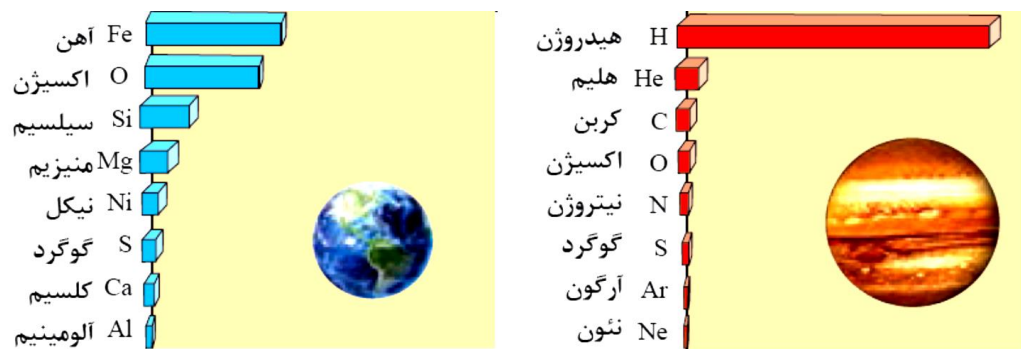 آهن Fe
اکسیژن O
سیلسیم Si
منیزیم Mg
نیکل Ni
گوگرد S
کلسیم Ca
آلومینیم Al
هیدروژن H
هلیم He
کربن C
اکسیژن O
نیتروژن N
گوگرد S
آرگون Ar
نئون Ne